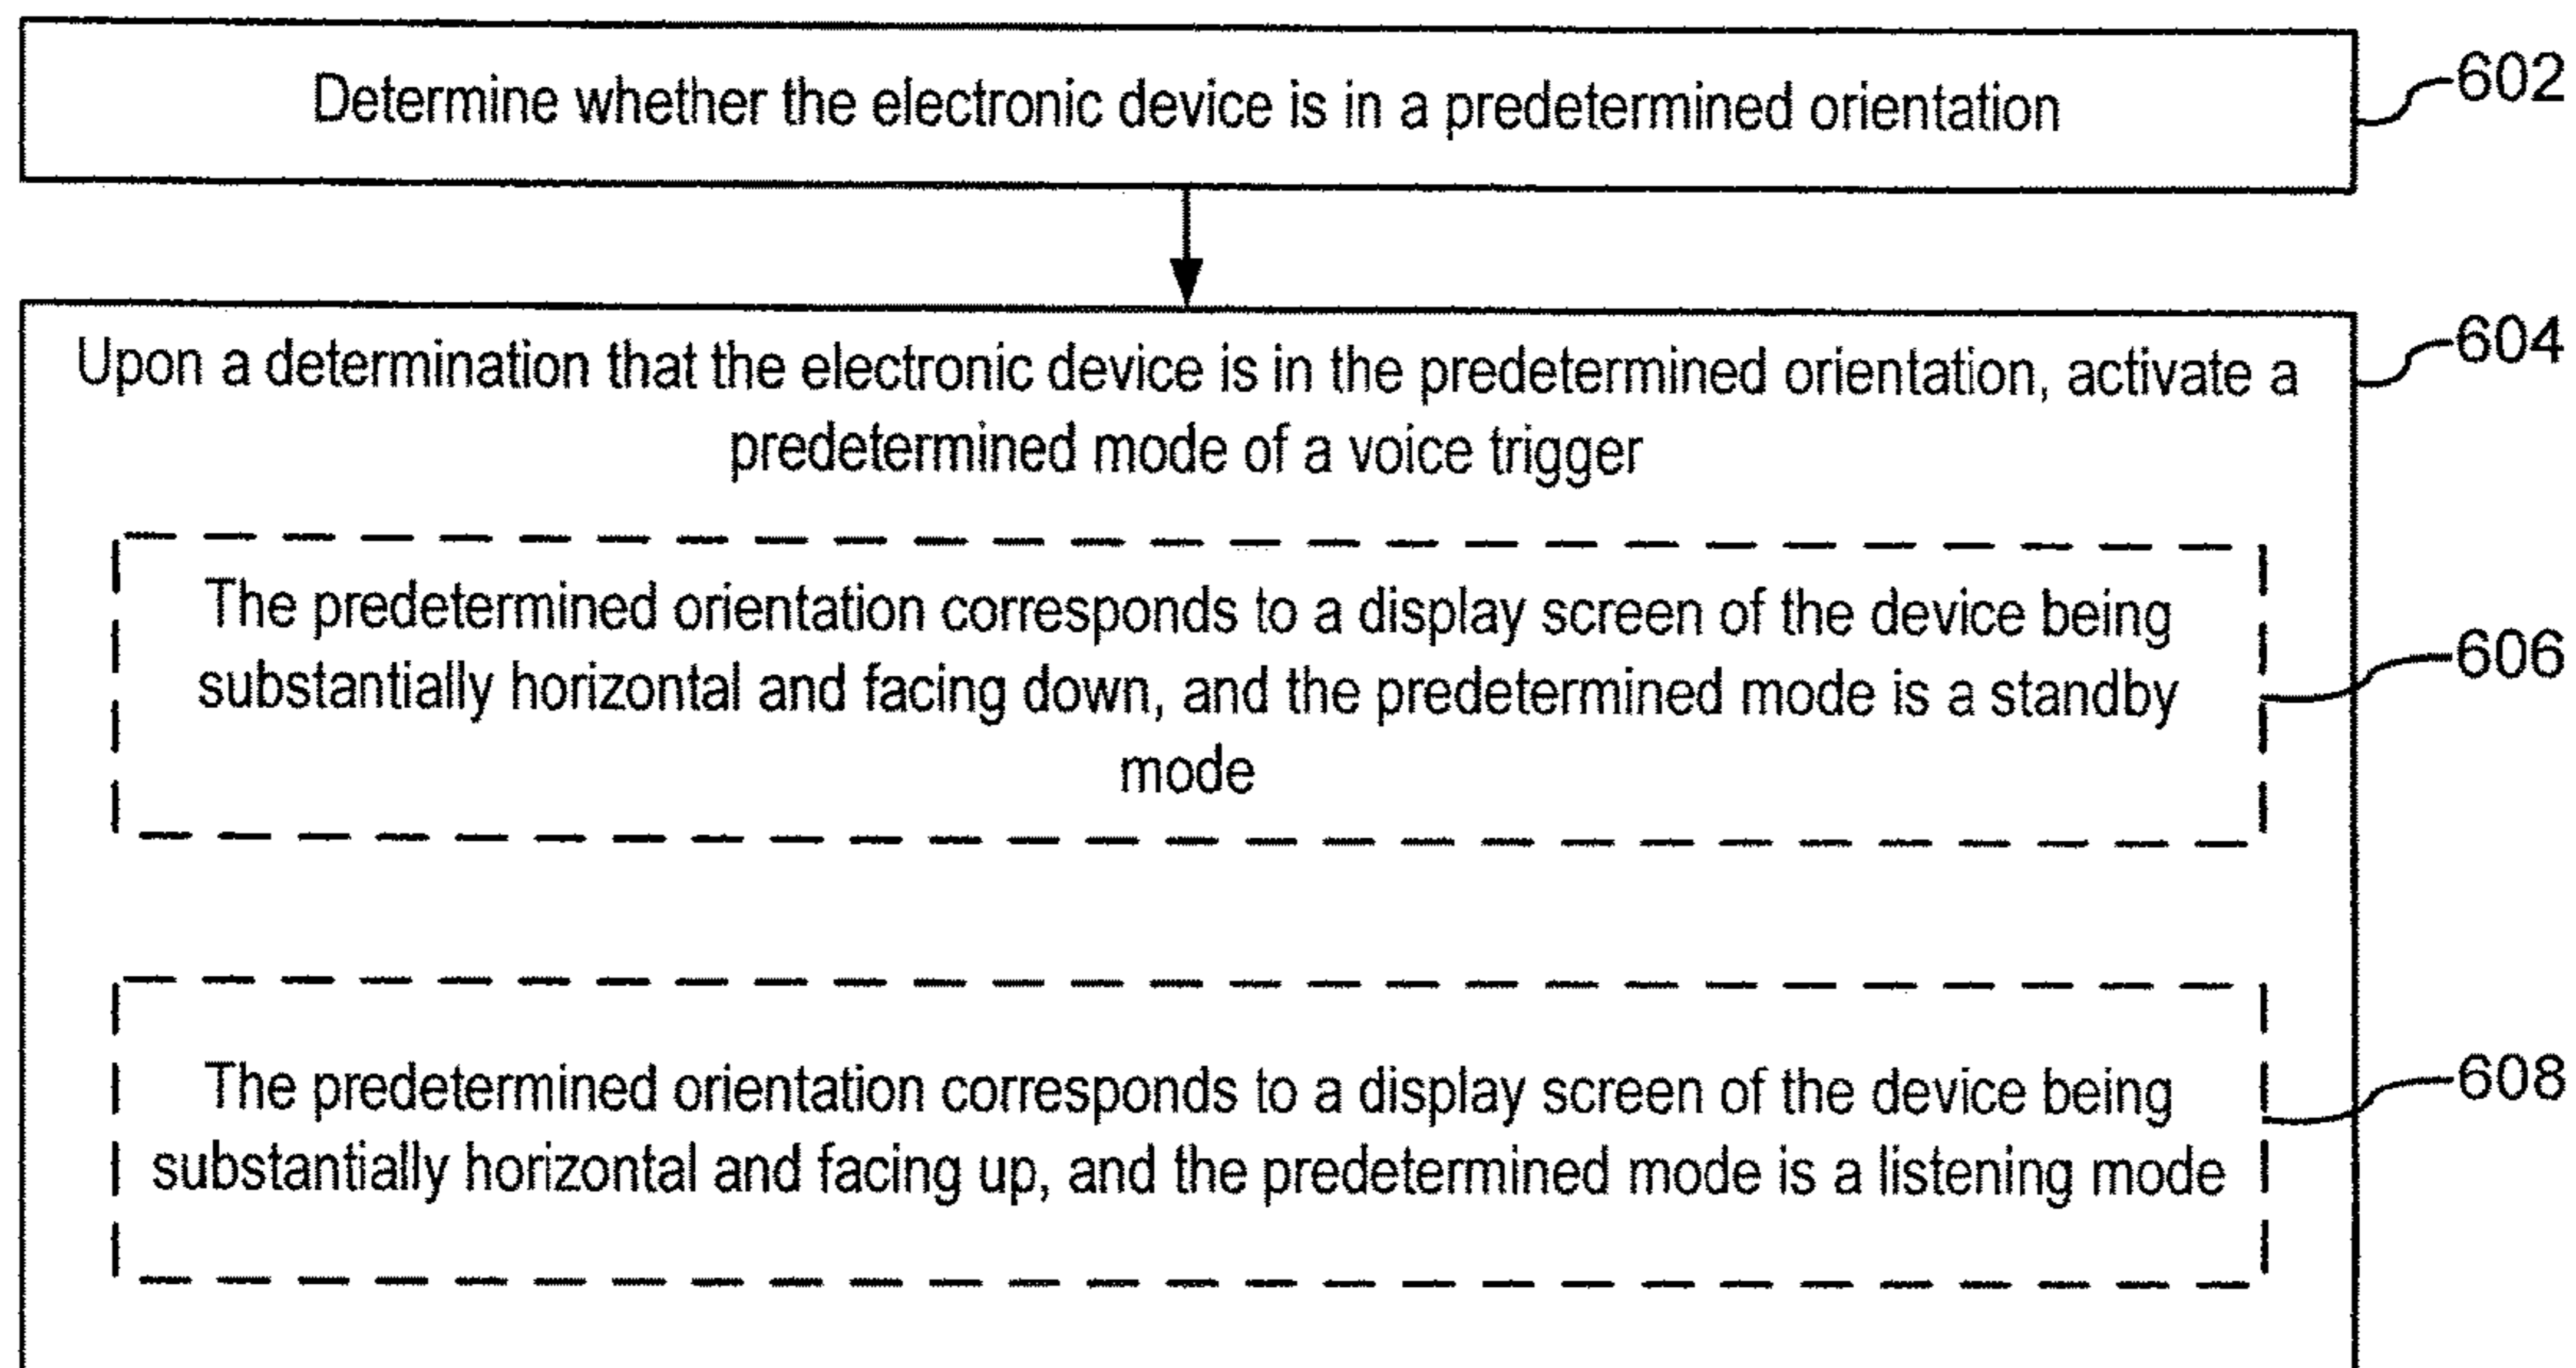 Determine whether the electronic device is in a predetermined orientation
602
Upon a determination that the electronic device is in the predetermined orientation, activate a
predetermined mode of a voice trigger
604
The predetermined orientation corresponds to a display screen of the device being
substantially horizontal and facing down, and the predetermined mode is a standby
mode
606
The predetermined orientation corresponds to a display screen of the device being
substantially horizontal and facing up, and the predetermined mode is a listening mode
608